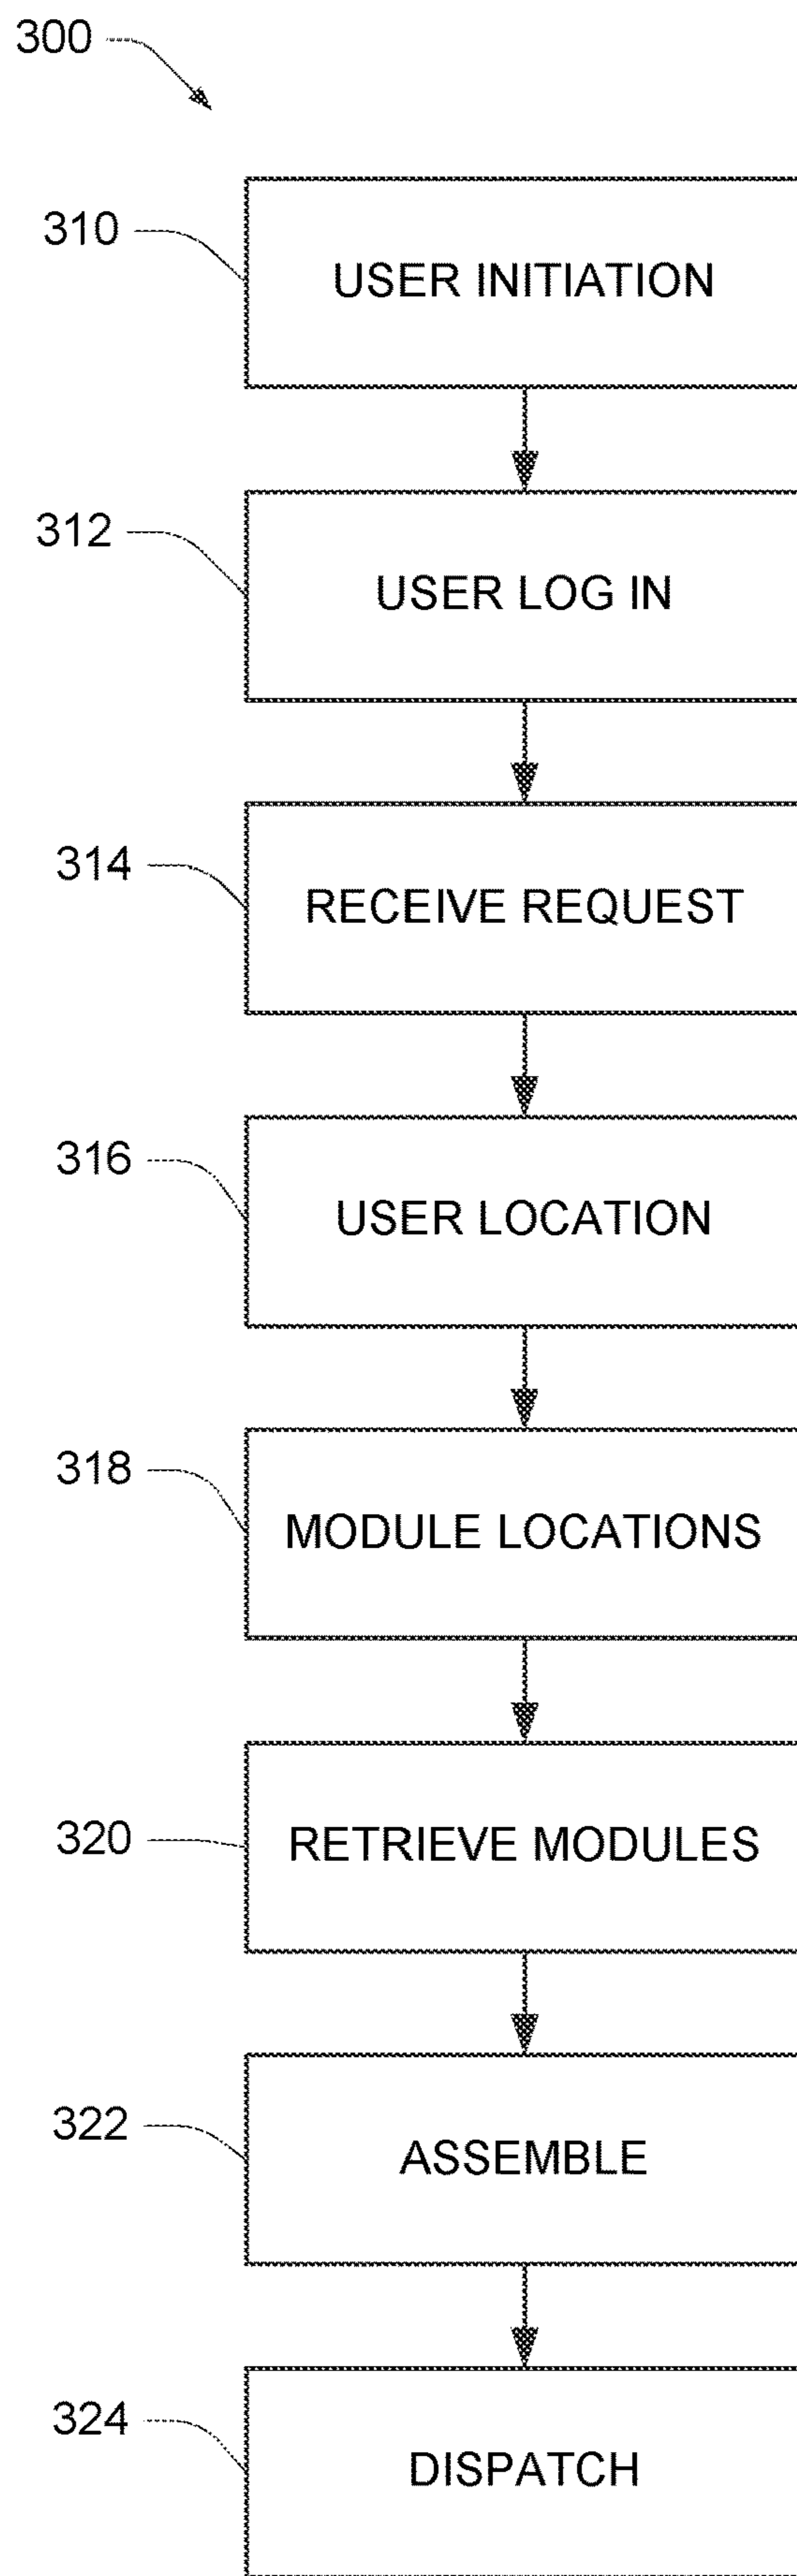 300
310
USER INITIATION
312
USER LOG IN
314
RECEIVE REQUEST
316
USER LOCATION
318
MODULE LOCATIONS
320
RETRIEVE MODULES
322
ASSEMBLE
324
DISPATCH